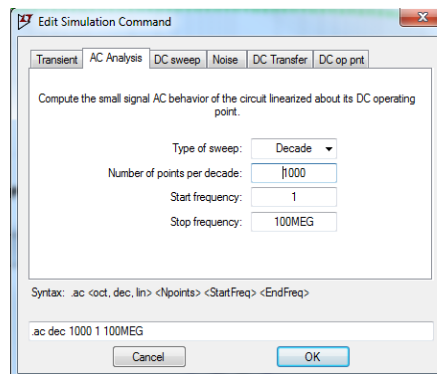 Edit Simulation Command
Transient AC Analysis DC sweep Noise DC Transfer DC op pnt
Compute the small signal AC behavior of the circuit linearized about its DC operating
point.
Type of sweep: Decade
Number of points per decade: 1000
Start frequency: 1
Stop frequency: 100MEG
Syntax: .ac <oct, dec, lin> <Npoints> <StartFreq> <EndFreq>
.ac dec 1000 1 100MEG
Cancel OK